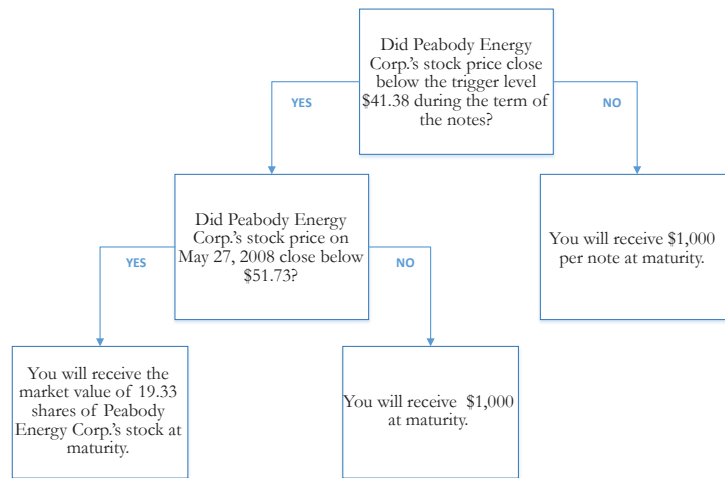 Did Peabody Energy
Corp.'s stock price close
below the trigger level
$41.38 during the term of
the notes?
YES
NO
Did Peabody Energy
Corp.'s stock price on
May 27, 2008 close below
$51.73?
You will receive $1,000
per note at maturity.
YES
NO
You will receive the
market value of 19.33
shares of Peabody
Energy Corp.'s stock at
maturity.
You will receive $1,000
at maturity.